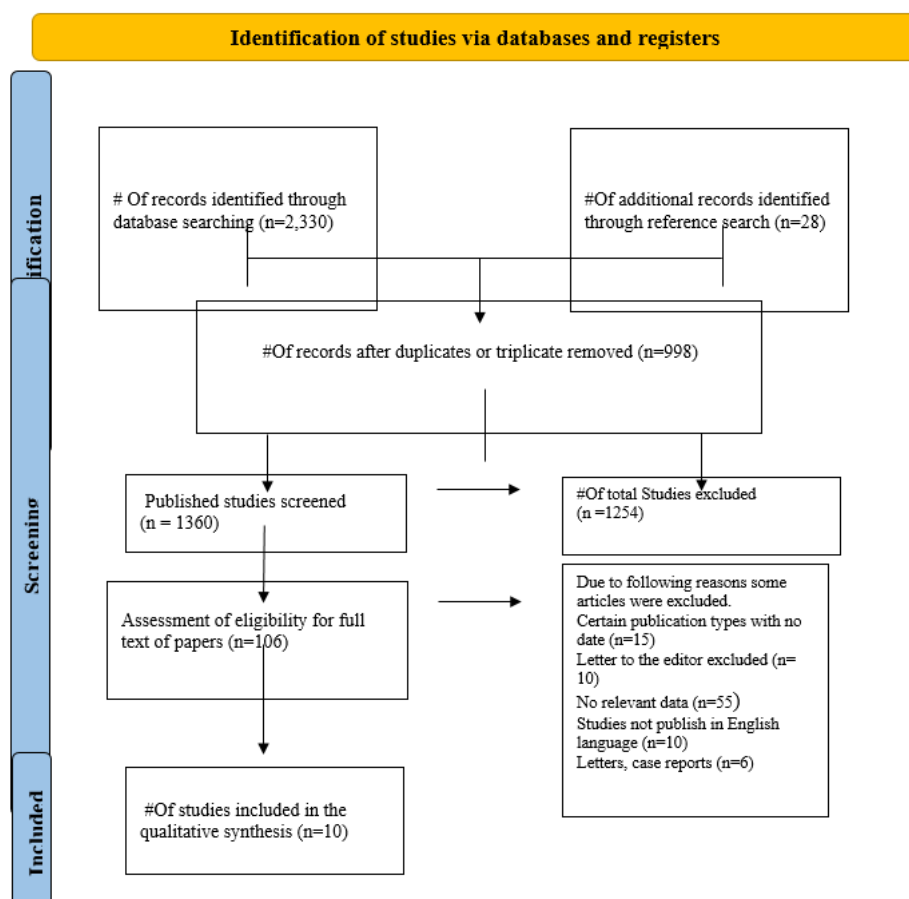 Identification of studies via databases and registers
ification
# Of records identified through
database searching (n=2,330)
#Of additional records identified
through reference search (n=28)
#Of records after duplicates or triplicate removed (n=998)
Screening
Published studies screened
(n = 1360)
#Of total Studies excluded
(n =1254)
Assessment of eligibility for full
text of papers (n=106)
Due to following reasons some
articles were excluded.
Certain publication types with no
date (n=15)
Letter to the editor excluded (n=
10)
No relevant data (n=55)
Studies not publish in English
language (n=10)
Letters, case reports (n=6)
Included
#Of studies included in the
qualitative synthesis (n=10)